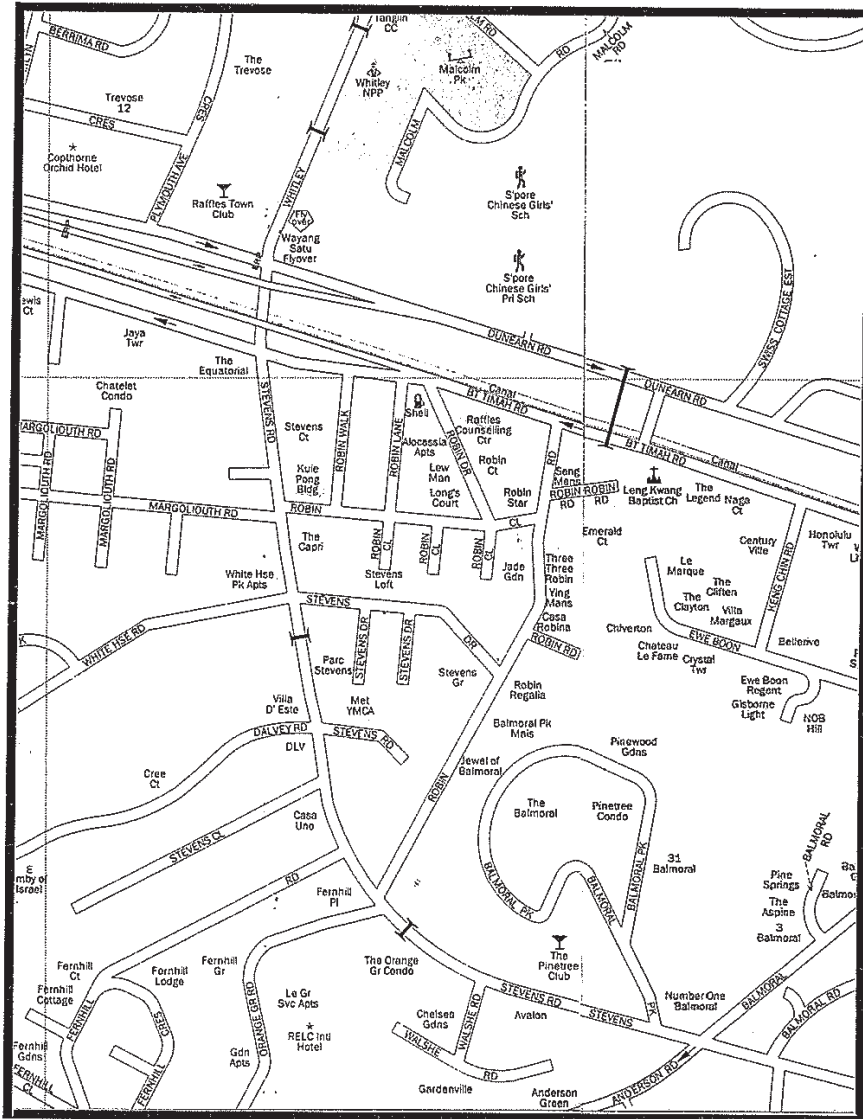 BERRIMA RD
The
Trevose
Tanglin
CC
Whitley
NPP
Malcolm
Pk
RD
MALCOLM
RD
Trevose
12
CRES
CRES
Copthorne
Orchid Hotel
PLYMOUTH AVE
Raffles Town
Club
WHITLEY
MALCOLM
FN
over
Wayang
Satu
Flyover
ERP
ERP
S'pore
Chinese Girls'
Sch
S'pore
Chinese Girls'
Pri Sch
SWISS COTTAGE EST
DUNEARN RD
DUNEARN RD
Canal
BT TIMAH RD
BT TIMAH RD
Canal
ewis
Ct
Jaya
Twr
The
Equatorial
Chatelet
Condo
STEVENS RD
Stevens
Ct
ROBIN WALK
ROBIN LANE
Shell
Alocassia
Apts
ROBIN DR
Raffles
Counselling
Ctr
Robin
Ct
Lew
Man
Long's
Court
Robin
Star
RD
Seng
Mans
ROBIN
RD
ROBIN
RD
Leng Kwang
Baptist Ch
The
Legend
Naga
Ct
MARGOLIOUTH RD
MARGOLIOUTH RD
MARGOLIOUTH RD
MARGOLIOUTH RD
Kuie
Pong
Bldg
ROBIN
CL
The
Capri
ROBIN
CL
ROBIN
CL
ROBIN
CL
Stevens
Loft
Jade
Gdn
Emerald
Ct
Century
Ville
Honolulu
Twr
KENG CHIN RD
Three
Three
Robin
Ying
Mans
Casa
Robina
ROBIN RD
Le
Marque
The
Cliften
The
Clayton
Villa
Margaux
Chiverton
EWE BOON
Chateau
Le Fame
Crystal
Twr
Bellerive
Ewe Boon
Regent
Gisborne
Light
NOB
Hill
White Hse
Pk Apts
STEVENS
DR
WHITE HSE RD
STEVENS DR
STEVENS DR
Parc
Stevens
Stevens
Gr
Villa
D' Este
Met
YMCA
DALVEY RD
STEVENS RD
DLV
Robin
Regalia
Balmoral Pk
Mnis
Jewel of
Balmoral
ROBIN
Pinewood
Gdns
Cree
Ct
Casa
Uno
STEVENS CL
The
Balmoral
Pinetree
Condo
BALMORAL PK
BALMORAL PK
BALMORAL
PK
31
Balmoral
BALMORAL
RD
Pine
Springs
The
Aspine
3
Balmoral
mby of
Israel
RD
Fernhill
Pl
The Orange
Gr Condo
The
Pinetree
Club
Fernhill
Ct
Fernhill
Cottage
Fernhill
Lodge
Fernhill
Gr
FERNHILL
CRES
FERNHILL
Fernhill
Gdns
FERNHILL
CL
ORANGE GR RD
Le Gr
Svc Apts
RELC Intl
Hotel
Gdn
Apts
Chelsea
Gdns
WALSHE RD
WALSHE
RD
Gardenville
STEVENS RD
STEVENS
Avalon
Number One
Balmoral
BALMORAL
BALMORAL RD
ANDERSON RD
Anderson
Green